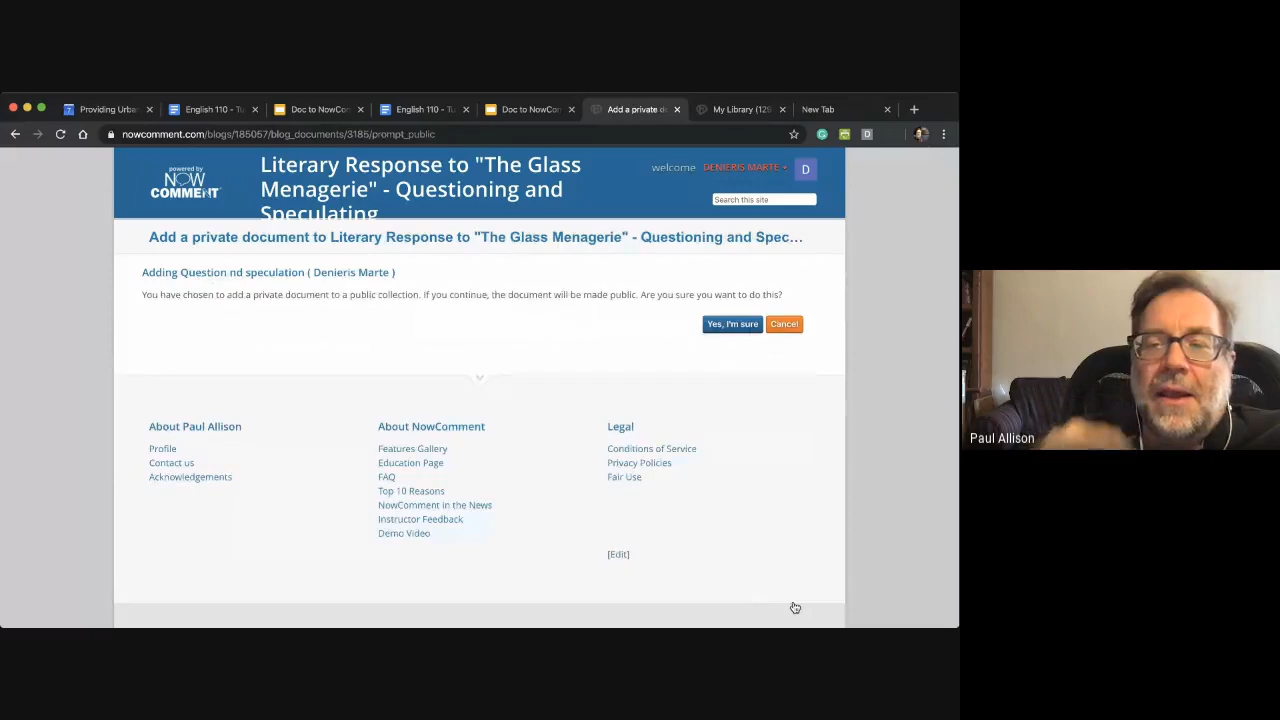 Providing Urba
English 110 - Tu
Doc to NowCon
English 110 - Tu
Doc to NowCon
Add a private do
My Library (129
New Tab
nowcomment.com/blogs/185057/blog_documents/3185/prompt_public
D
powered by
NOW
COMMENT
Literary Response to "The Glass
Menagerie" - Questioning and
Speculating
welcome DENIERIS MARTE
D
Search this site
Add a private document to Literary Response to "The Glass Menagerie" - Questioning and Spec...
Adding Question nd speculation ( Denieris Marte )
You have chosen to add a private document to a public collection. If you continue, the document will be made public. Are you sure you want to do this?
Yes, I'm sure
Cancel
About Paul Allison
About NowComment
Legal
Profile
Features Gallery
Conditions of Service
Contact us
Education Page
Privacy Policies
Acknowledgements
FAQ
Fair Use
Top 10 Reasons
NowComment in the News
Instructor Feedback
Demo Video
[Edit]
Paul Allison